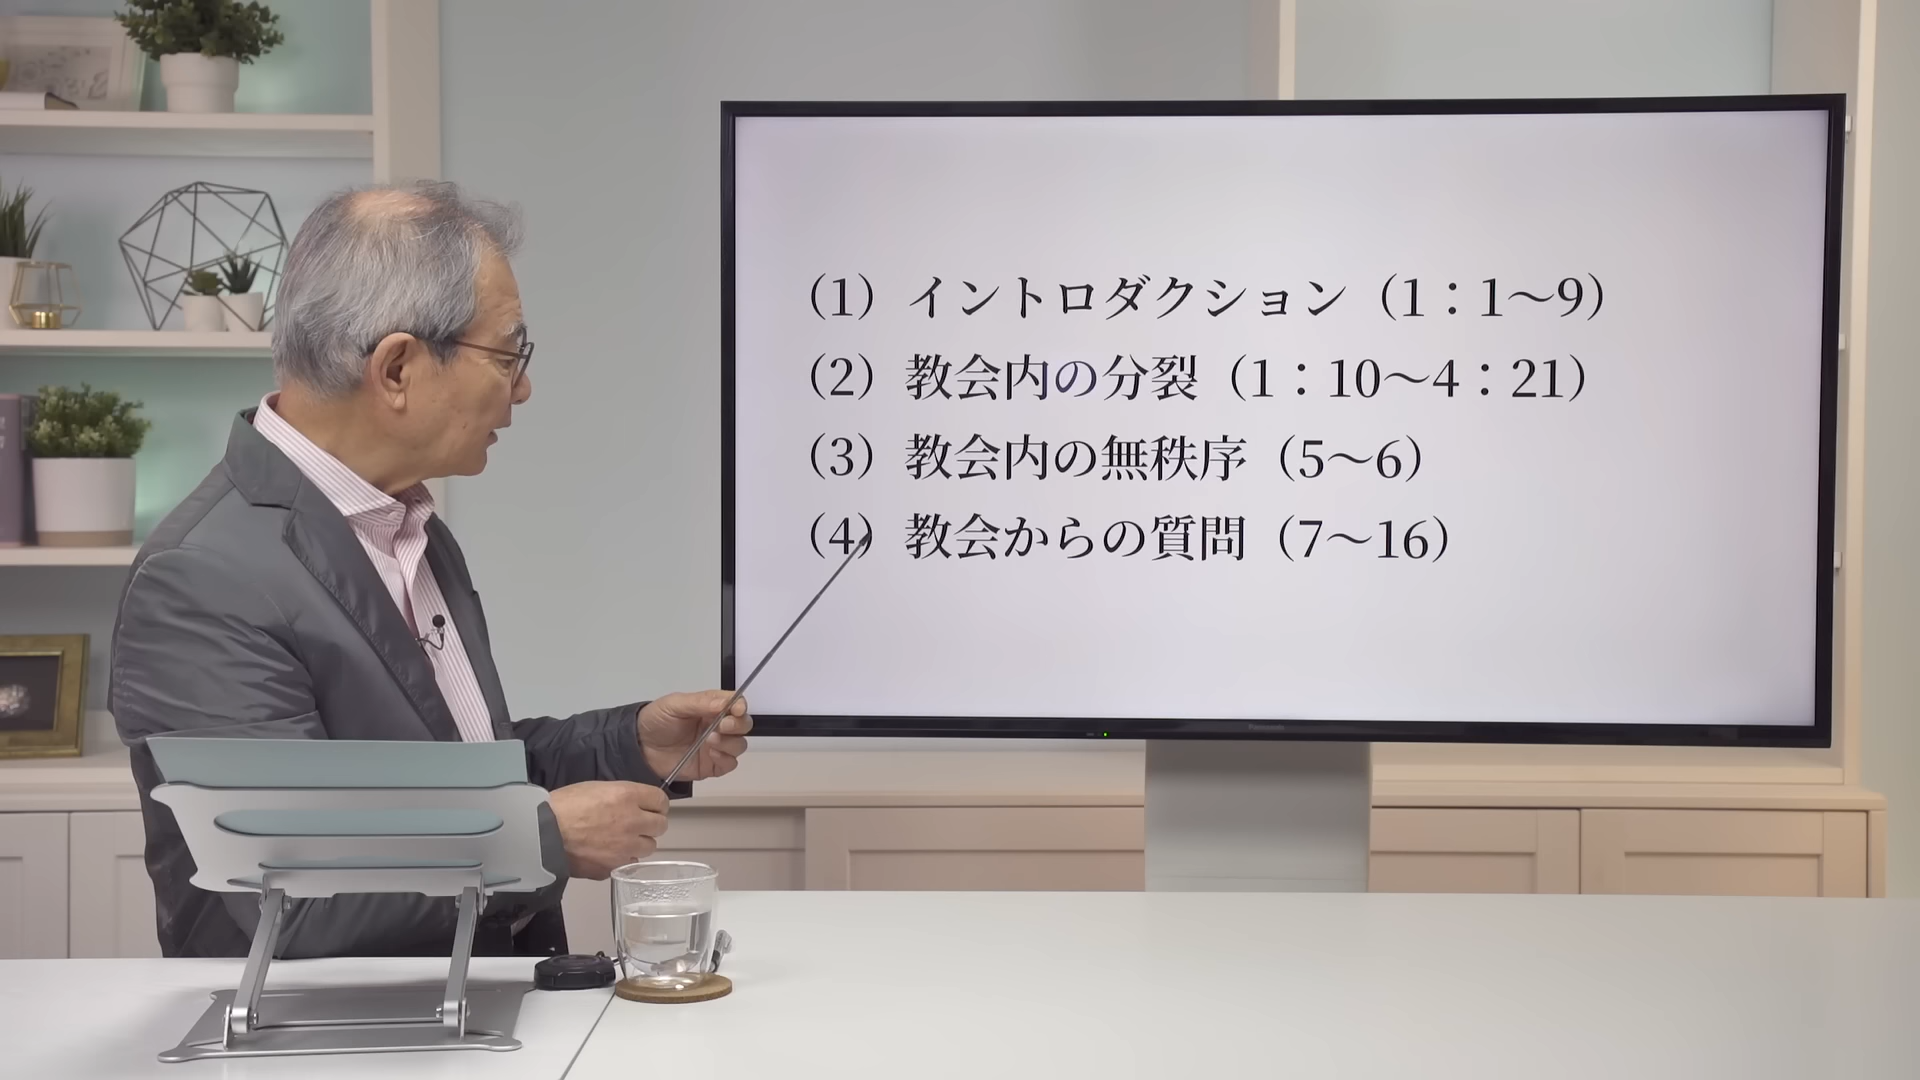 （1）イントロダクション（1：1～9）
（2）教会内の分裂（1：10～4：21）
（3）教会内の無秩序（5～6）
（4）教会からの質問（7～16）
Panasonic